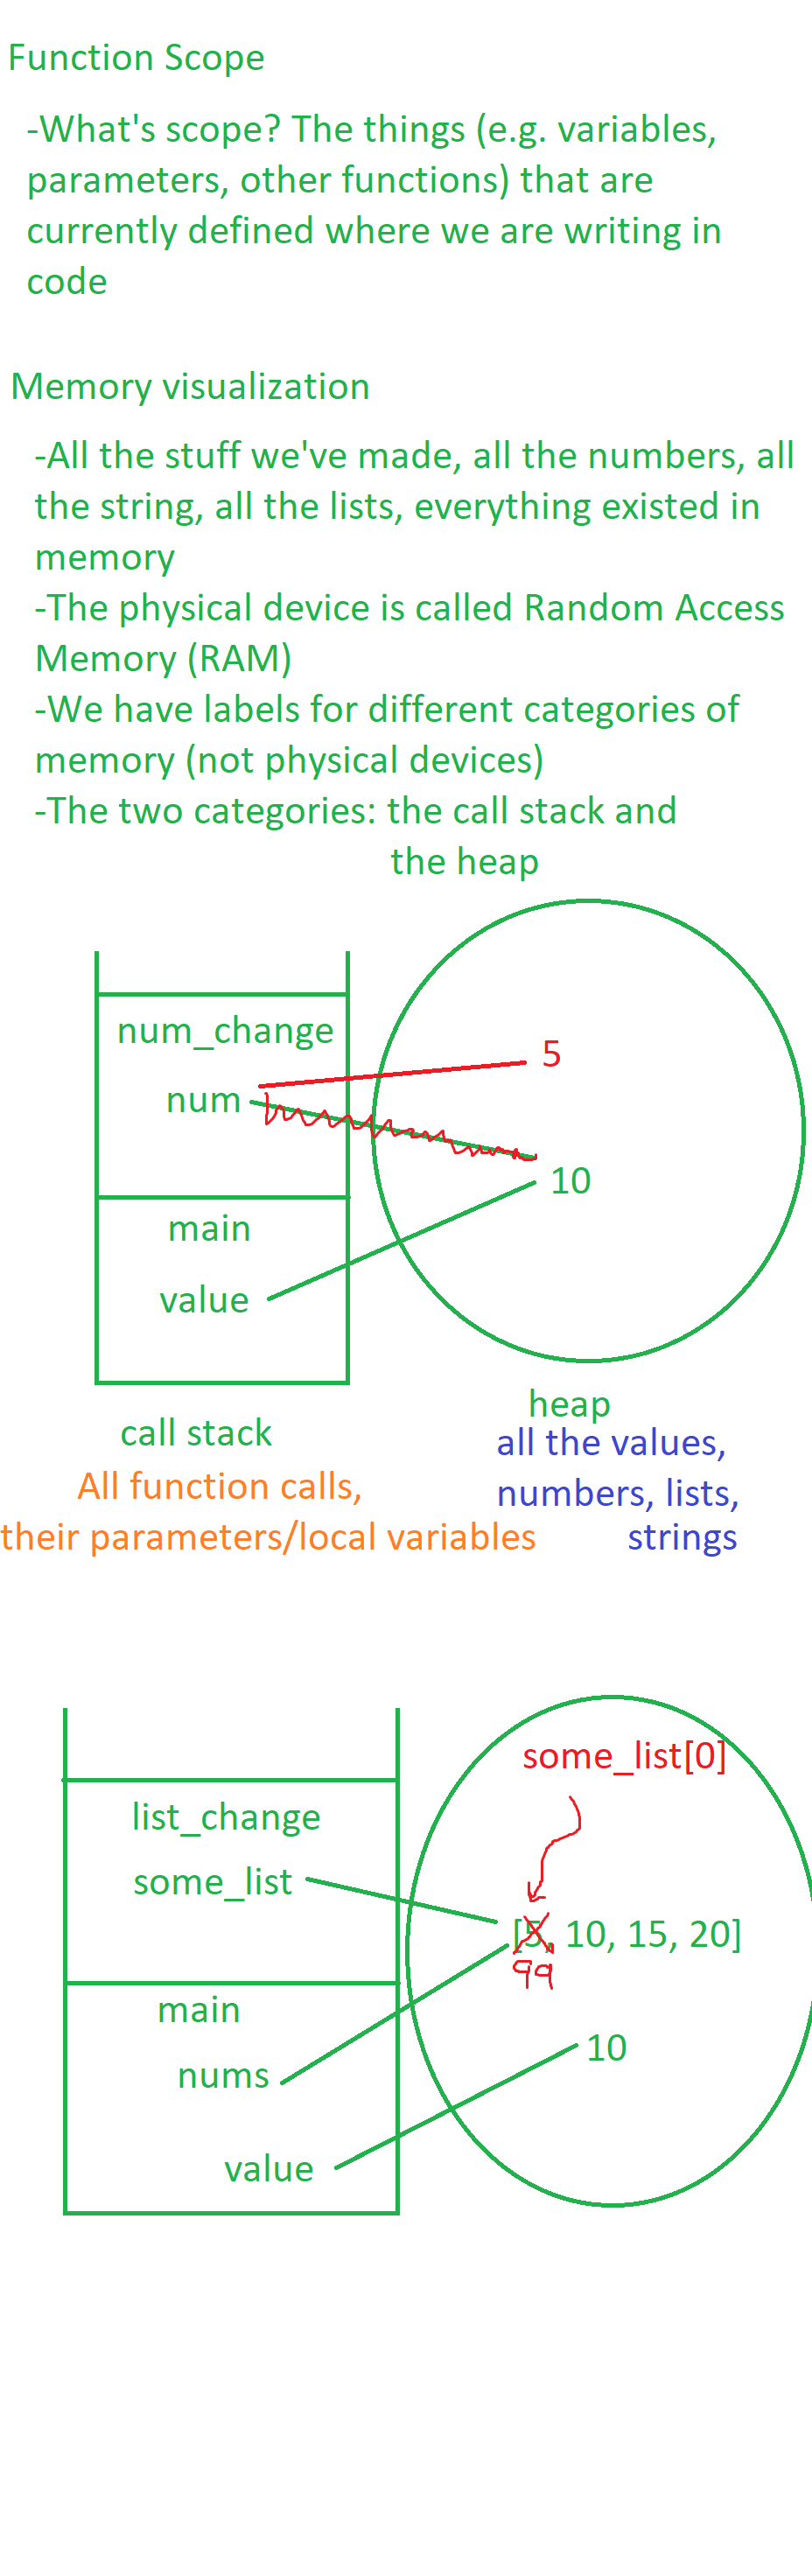 Function Scope
-What's scope? The things (e.g. variables,
parameters, other functions) that are
currently defined where we are writing in
code
Memory visualization
-All the stuff we've made, all the numbers, all
the string, all the lists, everything existed in
memory
-The physical device is called Random Access
Memory (RAM)
-We have labels for different categories of
memory (not physical devices)
-The two categories: the call stack and
the heap
num_change
5
num
10
main
value
heap
call stack
all the values,
All function calls,
numbers, lists,
their parameters/local variables
strings
some_list[0]
list_change
some_list
[5, 10, 15, 20]
99
main
10
nums
value